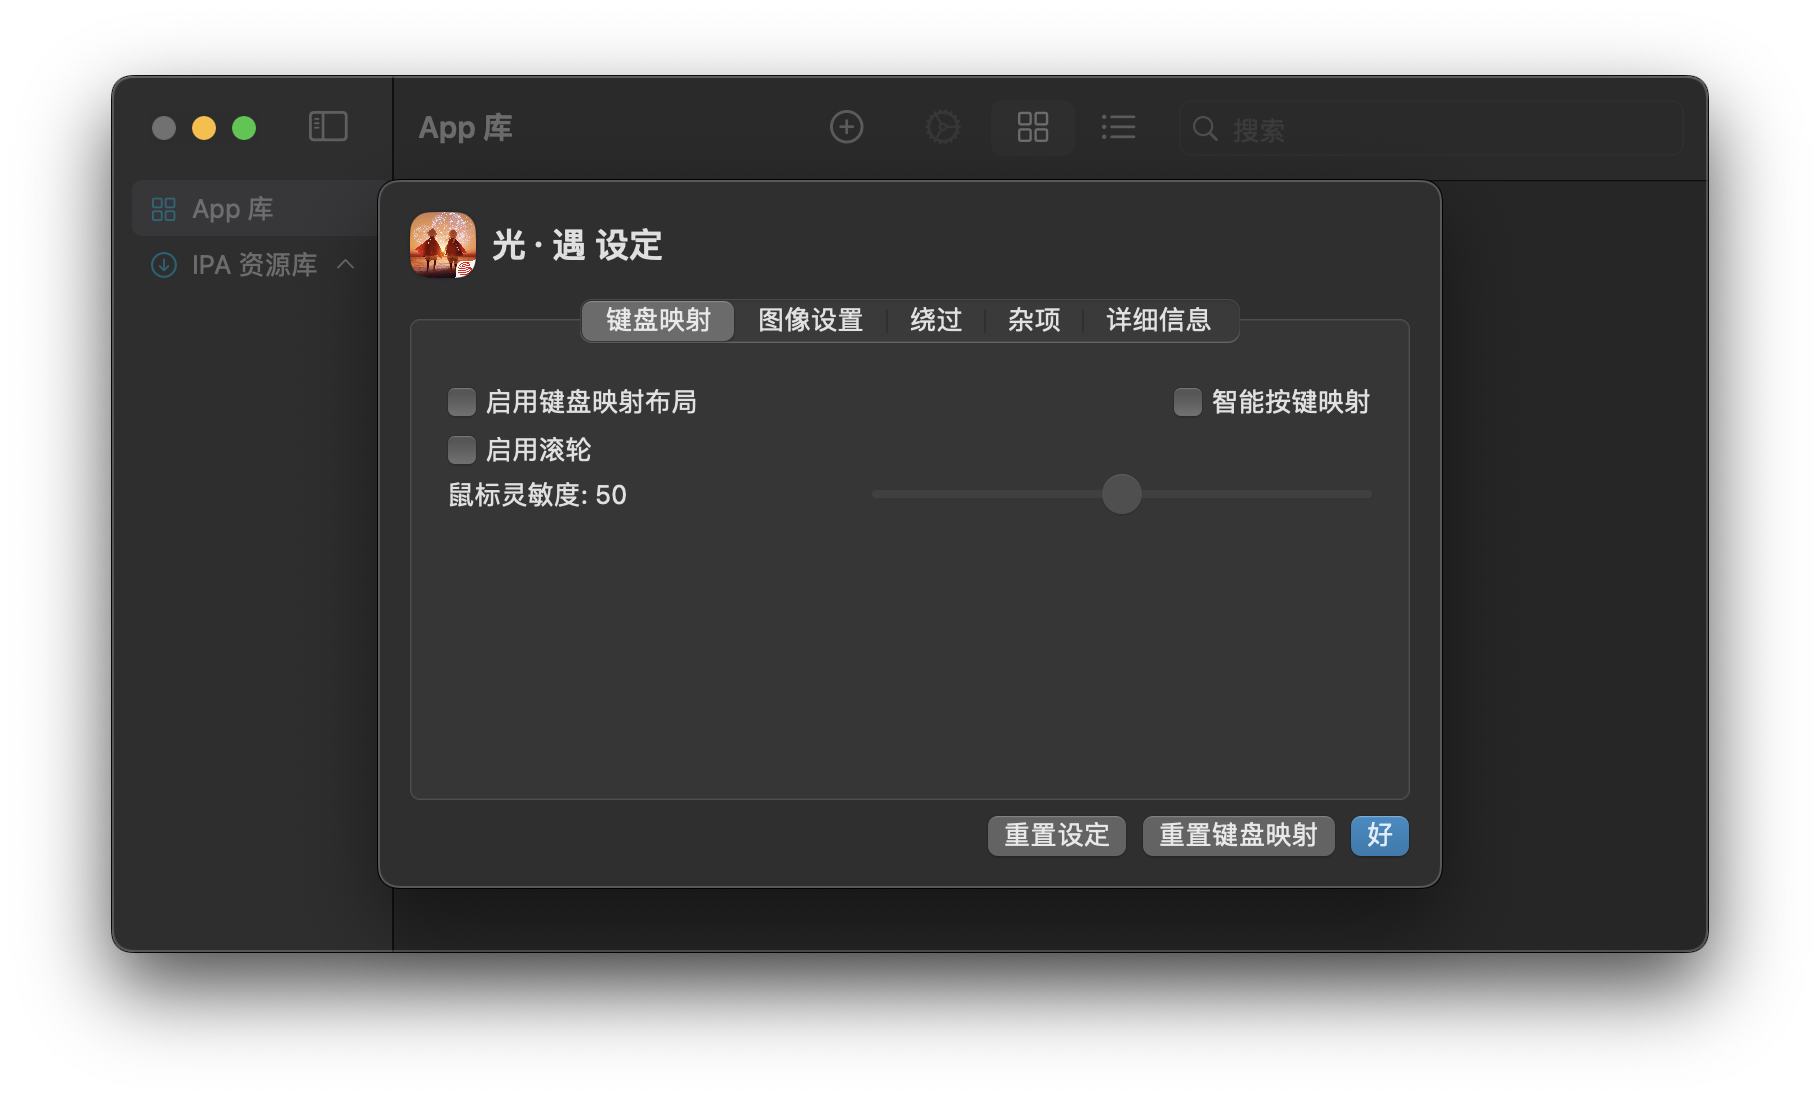 App 库
搜索
App 库
IPA 资源库
光·遇 设定
键盘映射
图像设置
绕过
杂项
详细信息
启用键盘映射布局
智能按键映射
启用滚轮
鼠标灵敏度: 50
重置设定
重置键盘映射
好